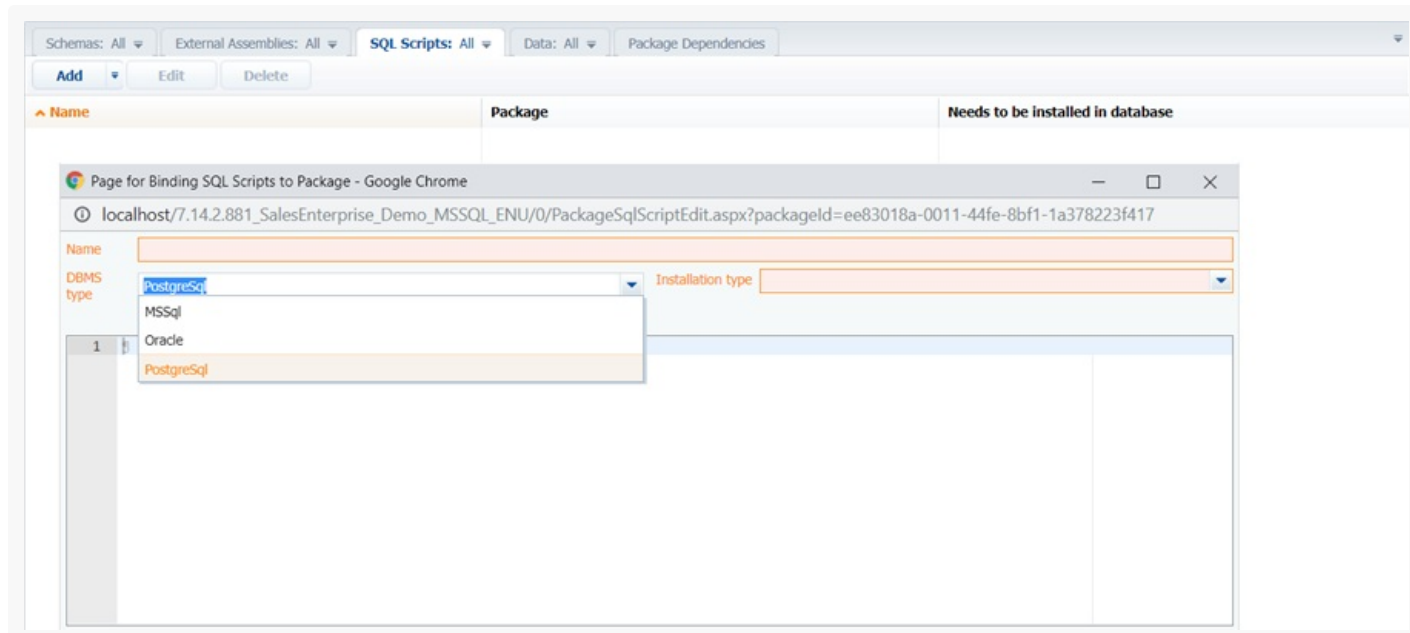 Schemas: All External Assemblies: All SQL Scripts: All Data: All Package Dependencies
Add Edit Delete
Name Package Needs to be installed in database
Page for Binding SQL Scripts to Package - Google Chrome
localhost/7.14.2.881_SalesEnterprise_Demo_MSSQL_ENU/0/PackageSqlScriptEdit.aspx?packageId=ee83018a-0011-44fe-8bf1-1a378223f417
Name
DBMS type PostgreSql Installation type
MSSql
1 Oracle
PostgreSql